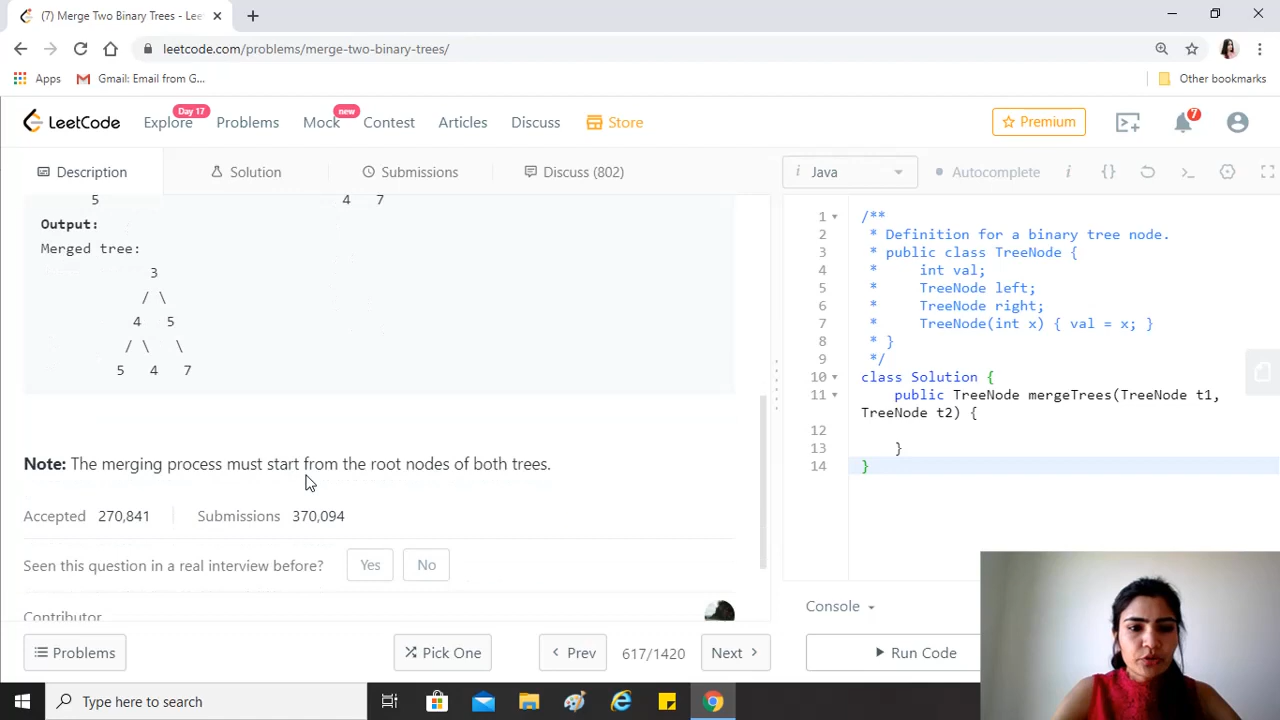 (7) Merge Two Binary Trees - Lee
leetcode.com/problems/merge-two-binary-trees/
Apps Gmail: Email from G... Other bookmarks
LeetCode Explore Day 17 Problems Mock new Contest Articles Discuss Store Premium 7
Description Solution Submissions Discuss (802)
i Java Autocomplete i {}
5 4 7
Output:
Merged tree:
3
/ \
4 5
/ \ \
5 4 7
Note: The merging process must start from the root nodes of both trees.
Accepted 270,841 Submissions 370,094
Seen this question in a real interview before? Yes No
Contributor
Problems Pick One Prev 617/1420 Next
1 /**
2 * Definition for a binary tree node.
3 * public class TreeNode {
4 * int val;
5 * TreeNode left;
6 * TreeNode right;
7 * TreeNode(int x) { val = x; }
8 * }
9 */
10 class Solution {
11 public TreeNode mergeTrees(TreeNode t1,
TreeNode t2) {
12
13 }
14 }
Console
Run Code
Type here to search